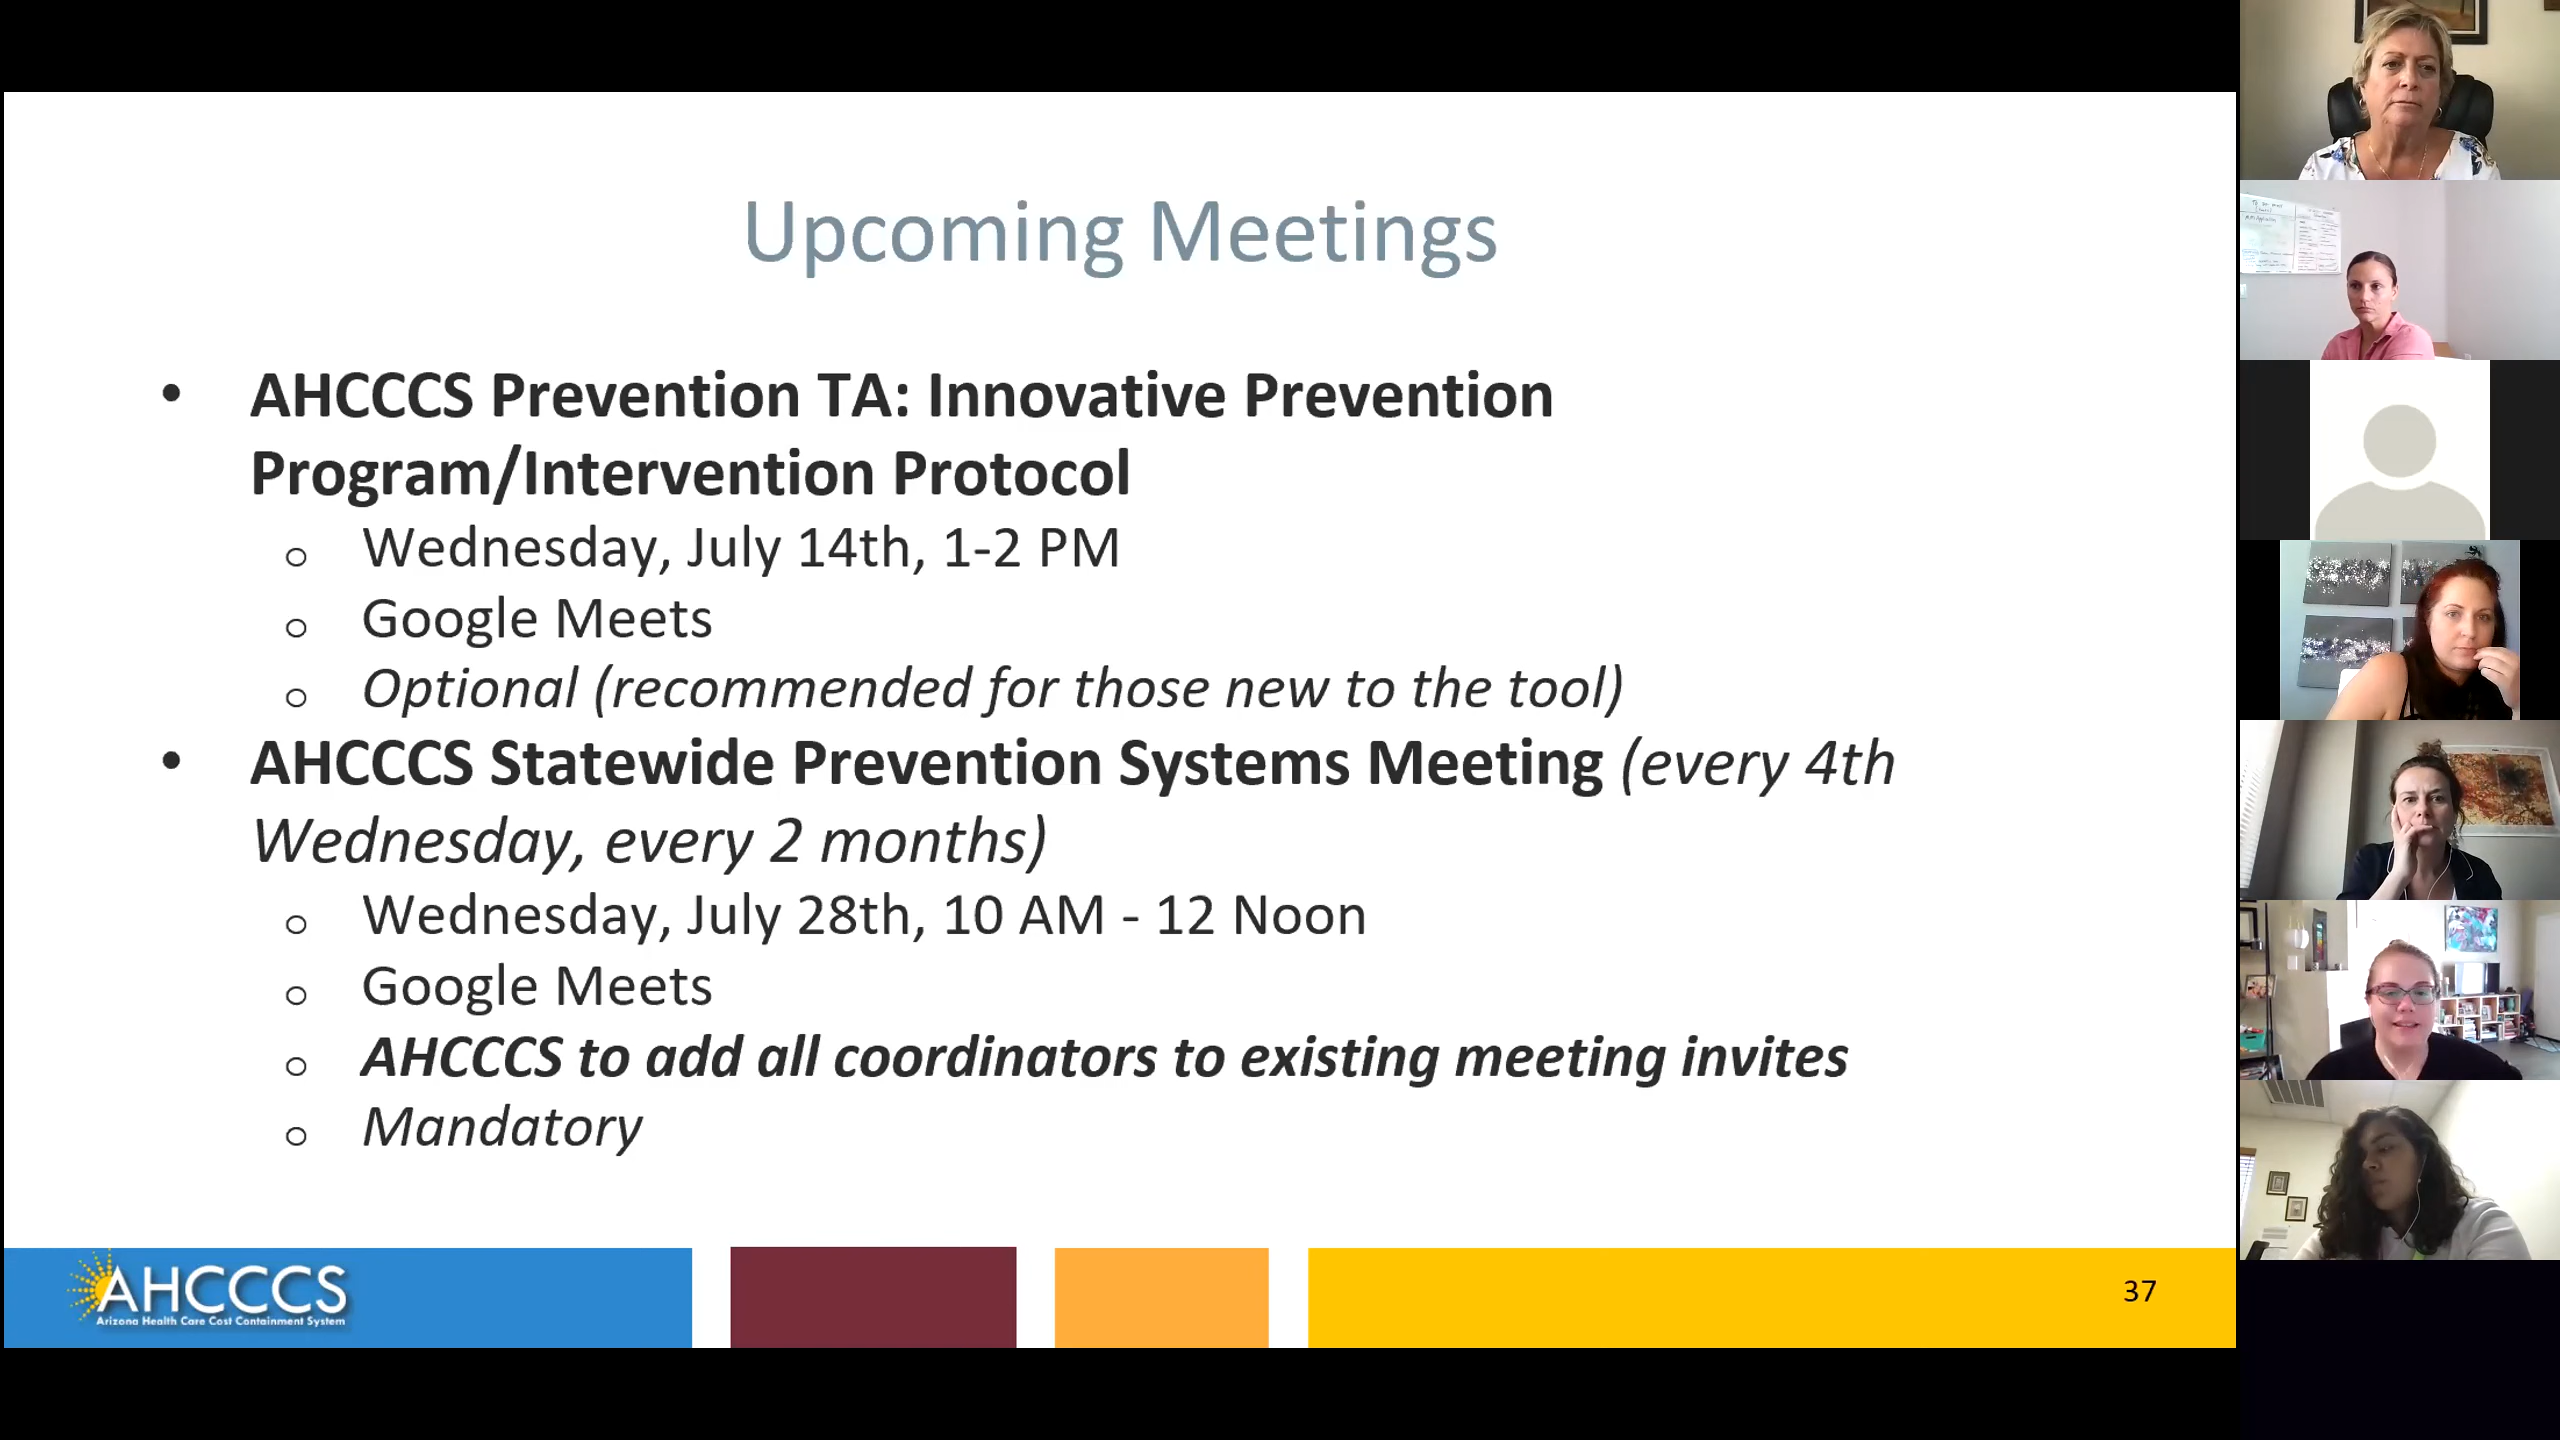 Upcoming Meetings
• AHCCCS Prevention TA: Innovative Prevention
Program/Intervention Protocol
o Wednesday, July 14th, 1-2 PM
o Google Meets
o Optional (recommended for those new to the tool)
• AHCCCS Statewide Prevention Systems Meeting (every 4th
Wednesday, every 2 months)
o Wednesday, July 28th, 10 AM - 12 Noon
o Google Meets
o AHCCCS to add all coordinators to existing meeting invites
o Mandatory
AHCCCS
Arizona Health Care Cost Containment System
37